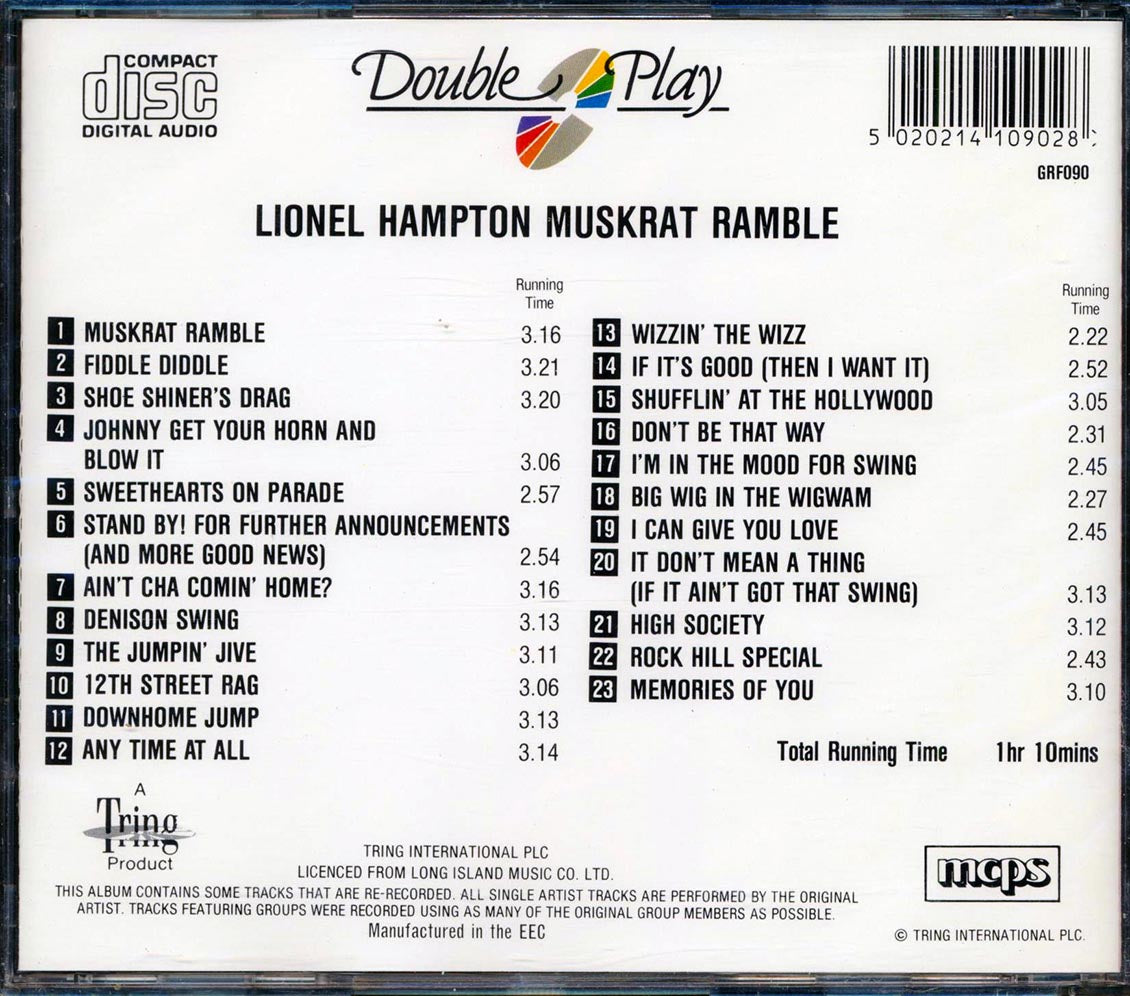 COMPACT
disc
DIGITAL AUDIO
Double Play
5 020214 109028
GRF090
LIONEL HAMPTON MUSKRAT RAMBLE
Running
Time
1 MUSKRAT RAMBLE 3.16
2 FIDDLE DIDDLE 3.21
3 SHOE SHINER'S DRAG 3.20
4 JOHNNY GET YOUR HORN AND
BLOW IT 3.06
5 SWEETHEARTS ON PARADE 2.57
6 STAND BY! FOR FURTHER ANNOUNCEMENTS
(AND MORE GOOD NEWS) 2.54
7 AIN'T CHA COMIN' HOME? 3.16
8 DENISON SWING 3.13
9 THE JUMPIN' JIVE 3.11
10 12TH STREET RAG 3.06
11 DOWNHOME JUMP 3.13
12 ANY TIME AT ALL 3.14
Running
Time
13 WIZZIN' THE WIZZ 2.22
14 IF IT'S GOOD (THEN I WANT IT) 2.52
15 SHUFFLIN' AT THE HOLLYWOOD 3.05
16 DON'T BE THAT WAY 2.31
17 I'M IN THE MOOD FOR SWING 2.45
18 BIG WIG IN THE WIGWAM 2.27
19 I CAN GIVE YOU LOVE 2.45
20 IT DON'T MEAN A THING
(IF IT AIN'T GOT THAT SWING) 3.13
21 HIGH SOCIETY 3.12
22 ROCK HILL SPECIAL 2.43
23 MEMORIES OF YOU 3.10
Total Running Time 1hr 10mins
A
Tring
Product
TRING INTERNATIONAL PLC
LICENCED FROM LONG ISLAND MUSIC CO. LTD.
THIS ALBUM CONTAINS SOME TRACKS THAT ARE RE-RECORDED. ALL SINGLE ARTIST TRACKS ARE PERFORMED BY THE ORIGINAL
ARTIST. TRACKS FEATURING GROUPS WERE RECORDED USING AS MANY OF THE ORIGINAL GROUP MEMBERS AS POSSIBLE.
Manufactured in the EEC
mcps
© TRING INTERNATIONAL PLC.